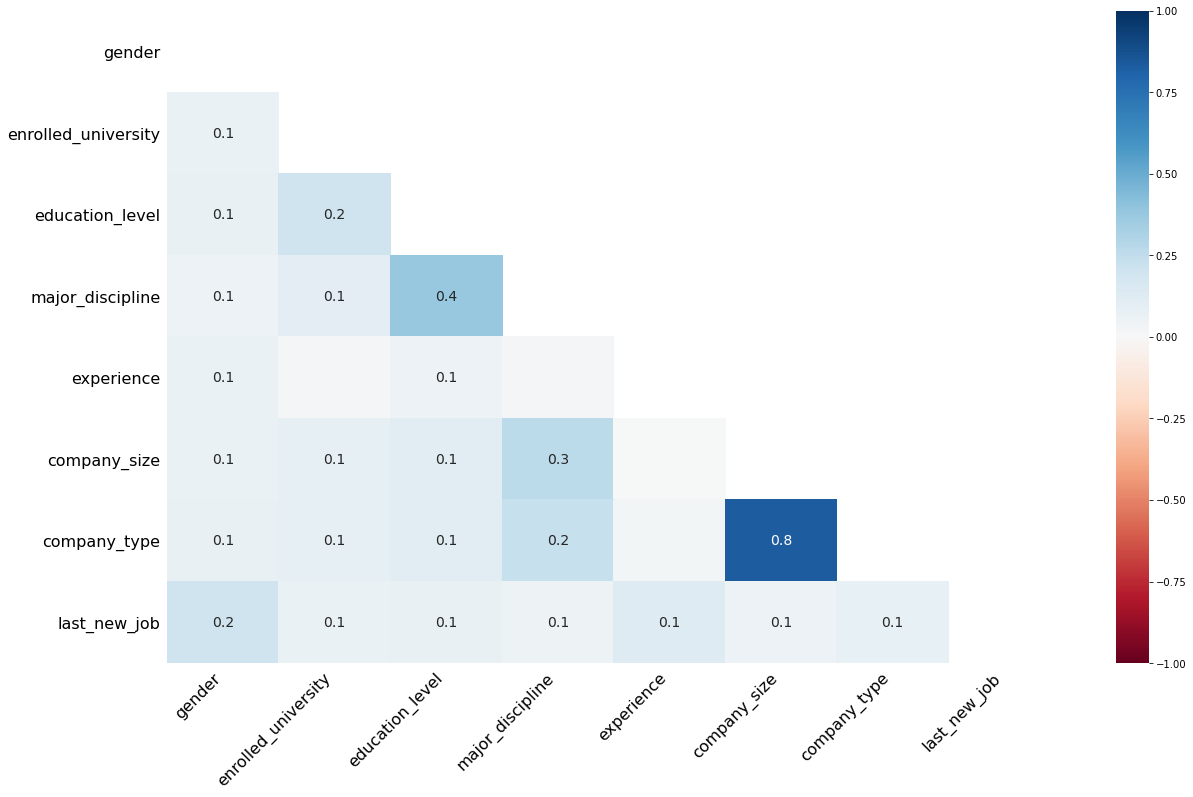 gender
enrolled_university 0.1
education_level 0.1 0.2
major_discipline 0.1 0.1 0.4
experience 0.1 0.1
company_size 0.1 0.1 0.1 0.3
company_type 0.1 0.1 0.1 0.2 0.8
last_new_job 0.2 0.1 0.1 0.1 0.1 0.1 0.1
gender enrolled_university education_level major_discipline experience company_size company_type last_new_job
1.00
0.75
0.50
0.25
0.00
−0.25
−0.50
−0.75
−1.00